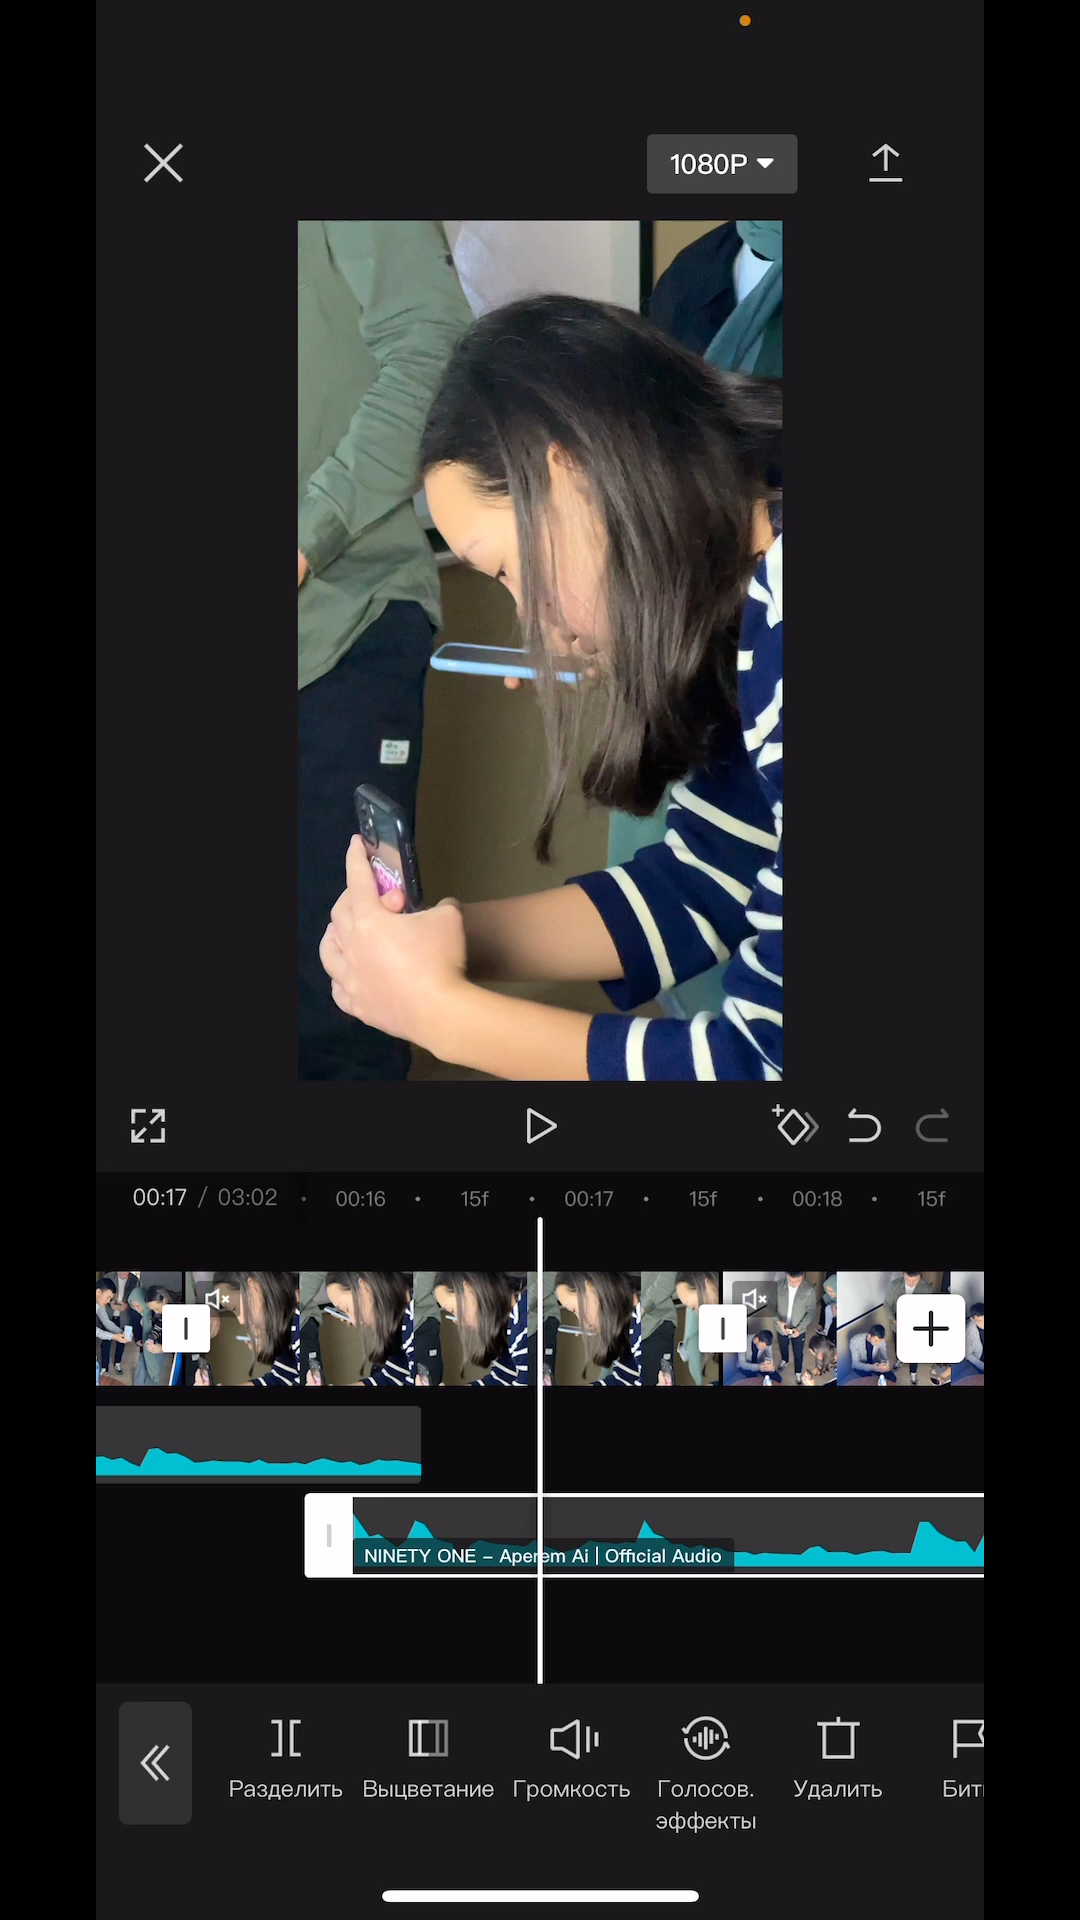 1080P
00:17 / 03:02
00:16
15f
00:17
15f
00:18
15f
NINETY ONE – Aperem Ai | Official Audio
Разделить
Выцветание
Громкость
Голосов.
эффекты
Удалить